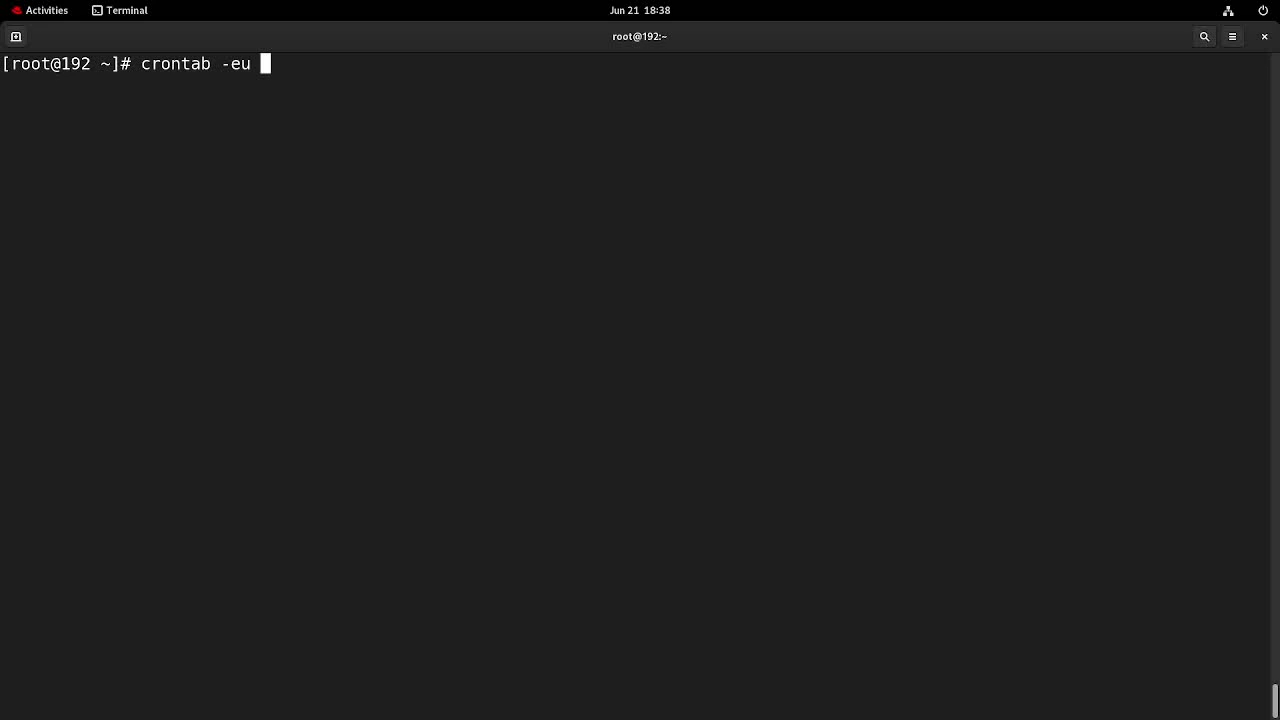 Activities Terminal Jun 21 18:38
root@192:~
[root@192 ~]# crontab -eu